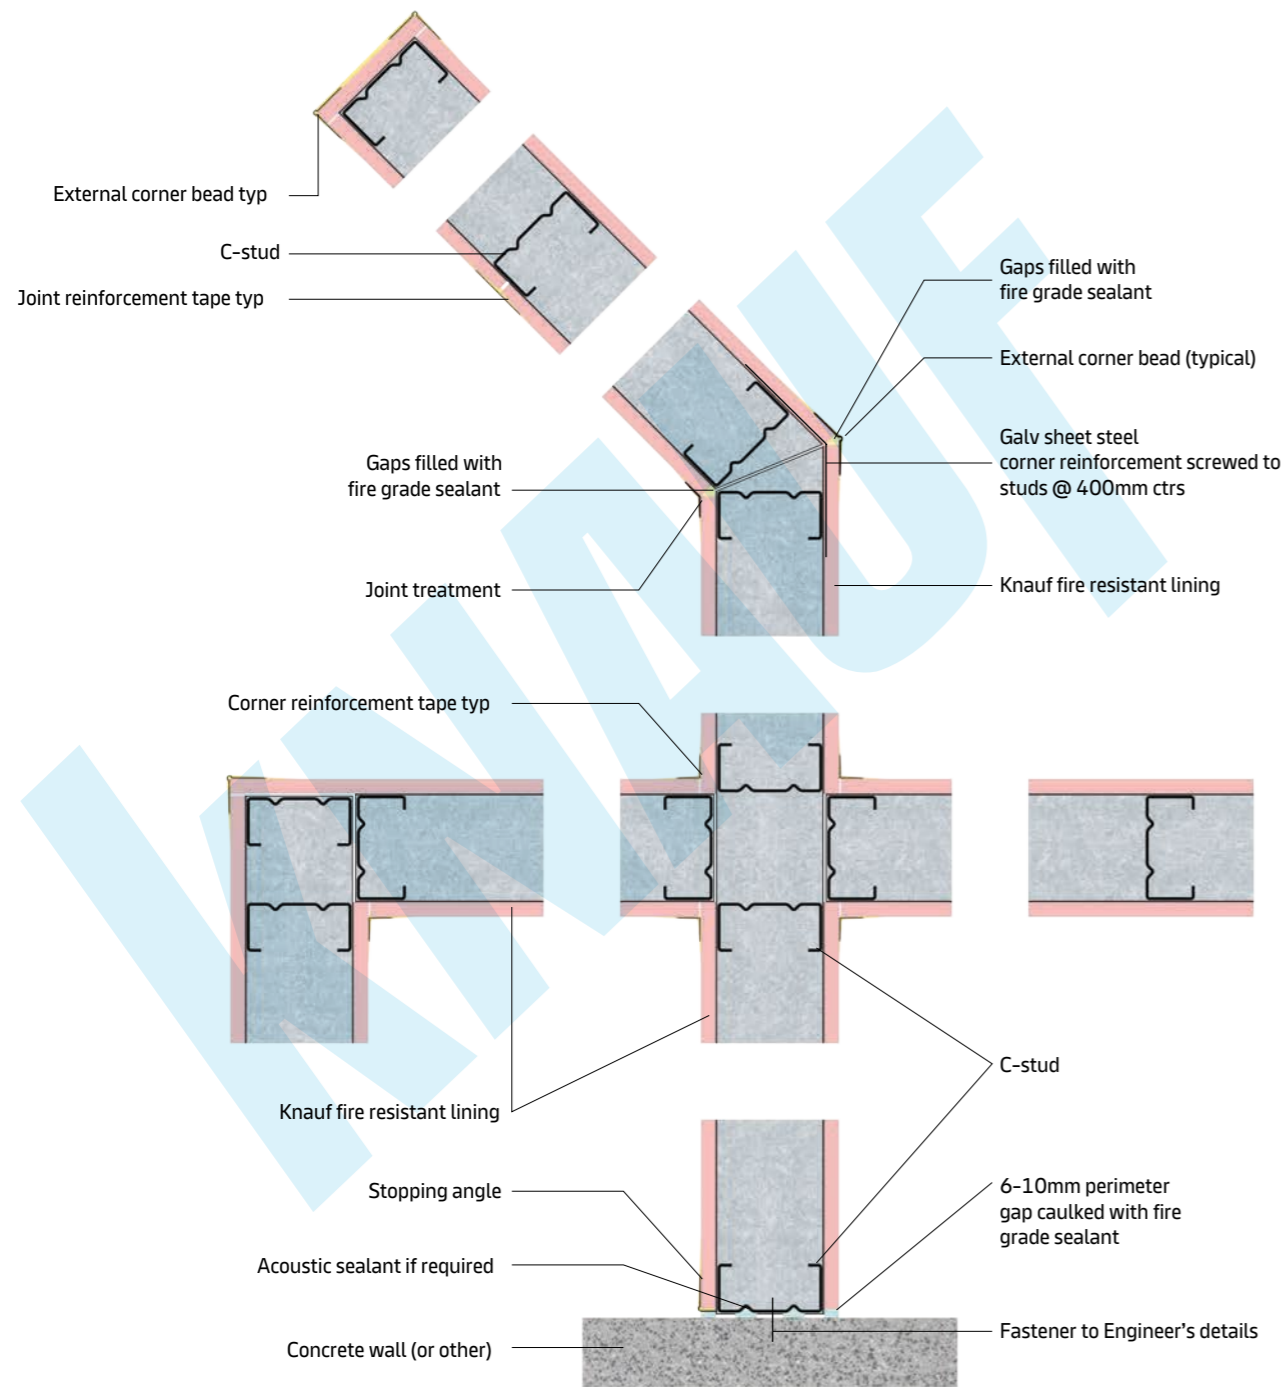 External corner bead typ
C-stud
Joint reinforcement tape typ
Gaps filled with
fire grade sealant
External corner bead (typical)
Galv sheet steel
corner reinforcement screwed to
studs @ 400mm ctrs
Gaps filled with
fire grade sealant
Joint treatment
Knauf fire resistant lining
Corner reinforcement tape typ
C-stud
Knauf fire resistant lining
Stopping angle
6-10mm perimeter
gap caulked with fire
grade sealant
Acoustic sealant if required
Fastener to Engineer's details
Concrete wall (or other)
KNAUF